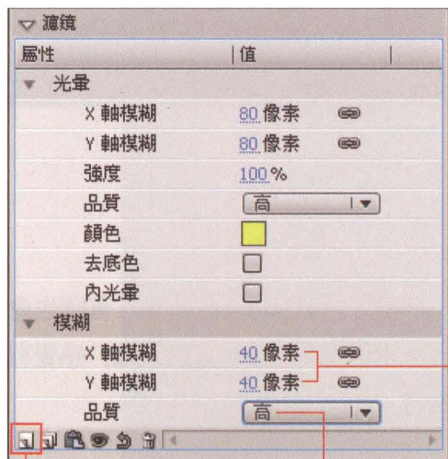 濾鏡
屬性 值
光暈
X 軸模糊 80 像素
Y 軸模糊 80 像素
強度 100 %
品質 高
顏色
去底色
內光暈
模糊
X 軸模糊 40 像素
Y 軸模糊 40 像素
品質 高